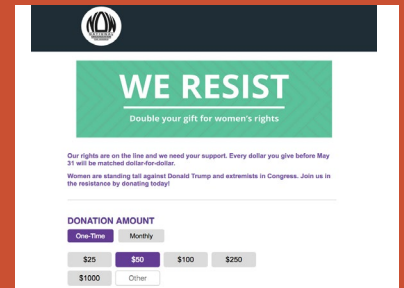 NOW
WE RESIST
Double your gift for women's rights
Our rights are on the line and we need your support. Every dollar you give before May
31 will be matched dollar-for-dollar.
Women are standing tall against Donald Trump and extremists in Congress. Join us in
the resistance by donating today!
DONATION AMOUNT
One-Time Monthly
$25 $50 $100 $250
$1000 Other